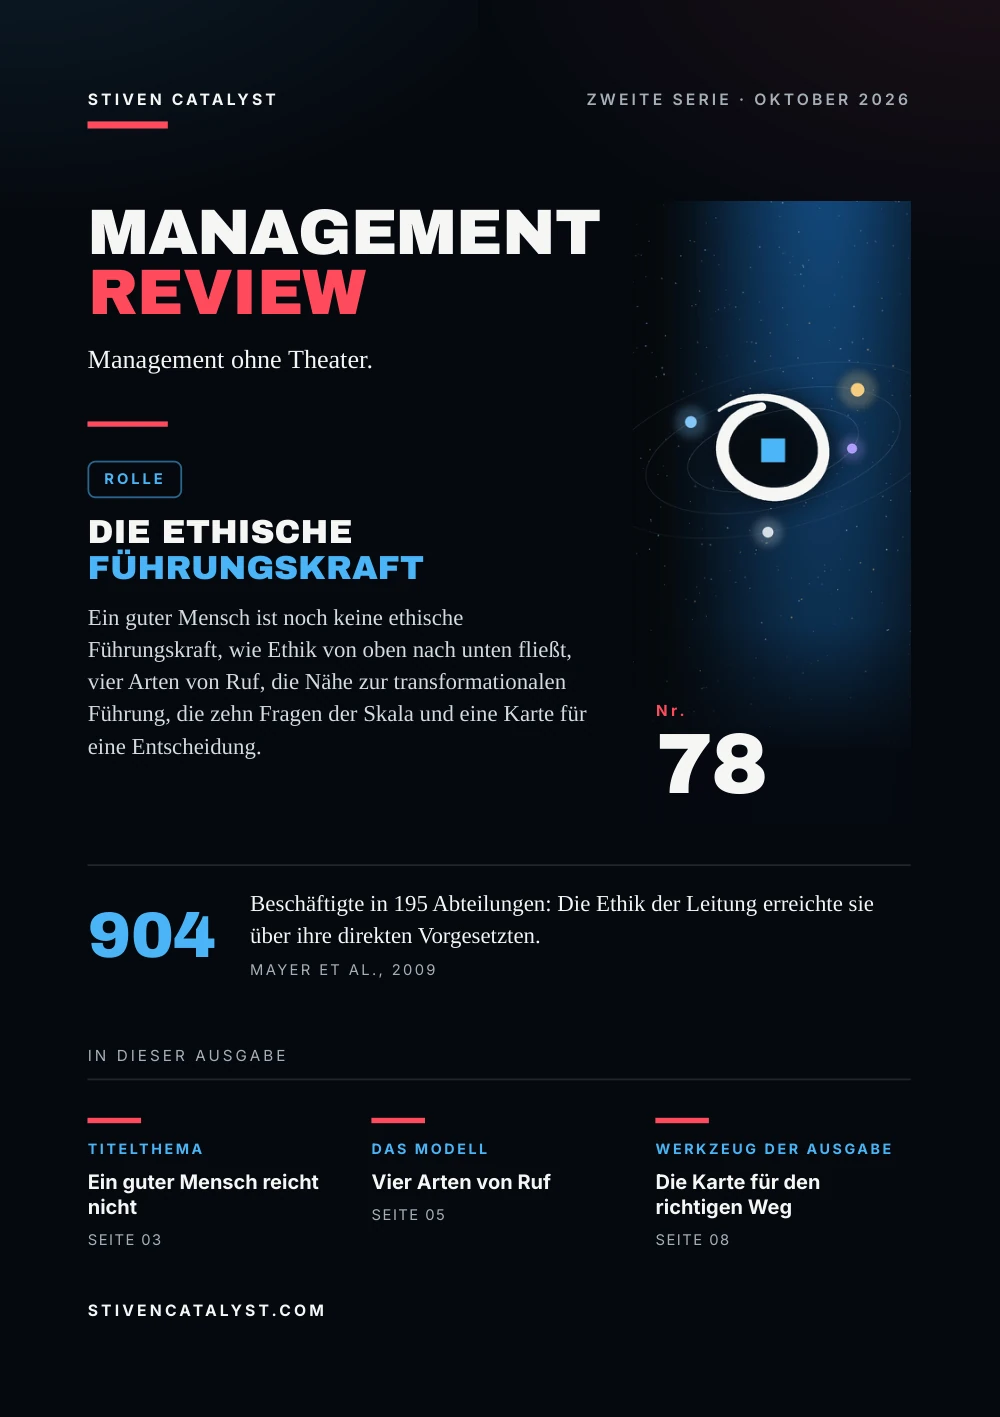 STIVEN CATALYST
ZWEITE SERIE · OKTOBER 2026
MANAGEMENT
REVIEW
Management ohne Theater.
ROLLE
DIE ETHISCHE
FÜHRUNGSKRAFT
Ein guter Mensch ist noch keine ethische
Führungskraft, wie Ethik von oben nach unten fließt,
vier Arten von Ruf, die Nähe zur transformationalen
Führung, die zehn Fragen der Skala und eine Karte für
eine Entscheidung.
Nr.
78
904
Beschäftigte in 195 Abteilungen: Die Ethik der Leitung erreichte sie
über ihre direkten Vorgesetzten.
MAYER ET AL., 2009
IN DIESER AUSGABE
TITELTHEMA
Ein guter Mensch reicht
nicht
SEITE 03
DAS MODELL
Vier Arten von Ruf
SEITE 05
WERKZEUG DER AUSGABE
Die Karte für den
richtigen Weg
SEITE 08
STIVENCATALYST.COM